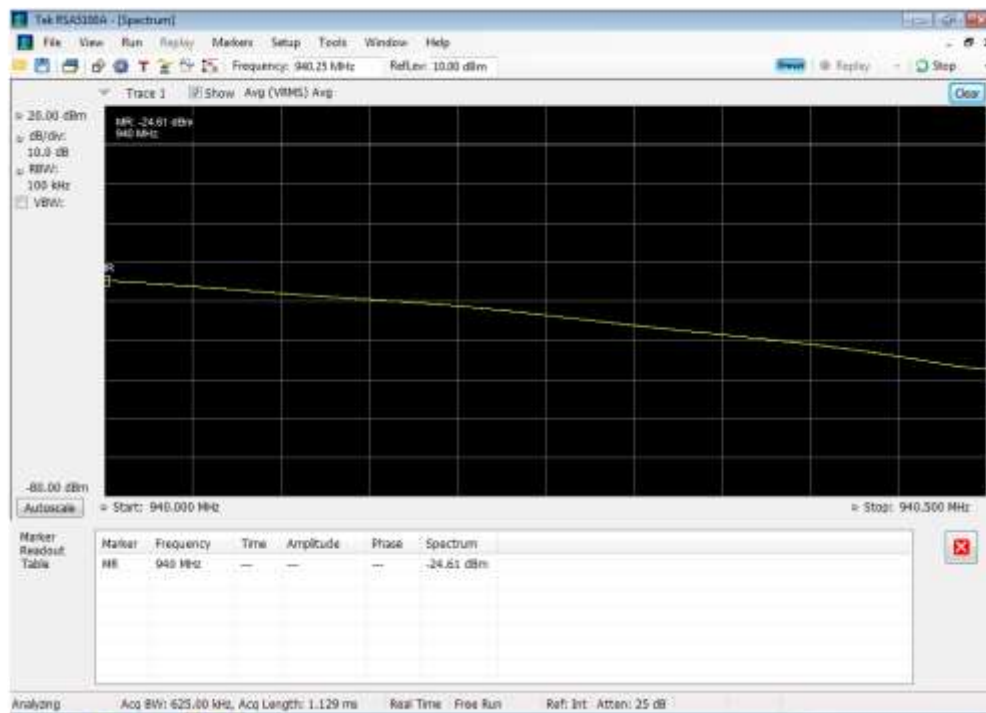 Tek RSA5100A - [Spectrum]
File View Run Replay Markers Setup Tools Window Help
Frequency: 940.25 MHz RefLev: 10.00 dBm Preset Replay Stop
Trace 1 Show Avg (VRMS) Avg Clear
20.00 dBm
MR: -24.61 dBm
940 MHz
dB/div:
10.0 dB
RBW:
100 kHz
VBW:
-80.00 dBm
Autoscale Start: 940.000 MHz Stop: 940.500 MHz
Marker
Readout
Table
Marker Frequency Time Amplitude Phase Spectrum
MR 940 MHz --- --- --- -24.61 dBm
Analyzing Acq BW: 625.00 kHz, Acq Length: 1.129 ms Real Time Free Run Ref: Int Atten: 25 dB